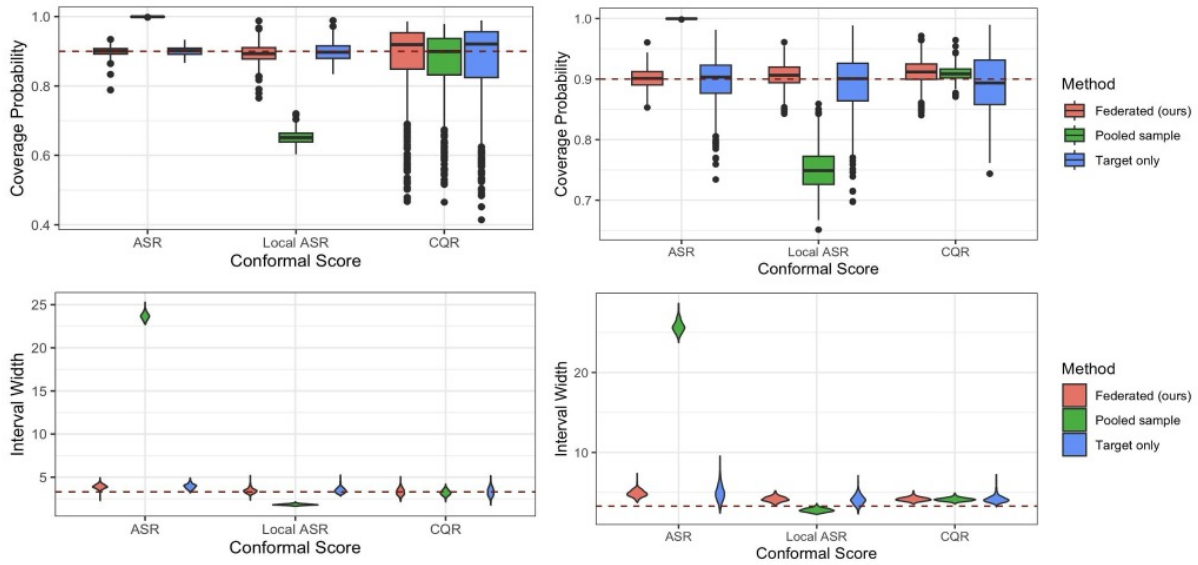 Coverage Probability
1.0
0.8
0.6
0.4
ASR Local ASR CQR
Conformal Score
Coverage Probability
1.0
0.9
0.8
0.7
ASR Local ASR CQR
Conformal Score
Method
Federated (ours)
Pooled sample
Target only
Interval Width
25
20
15
10
5
ASR Local ASR CQR
Conformal Score
Interval Width
20
10
ASR Local ASR CQR
Conformal Score
Method
Federated (ours)
Pooled sample
Target only